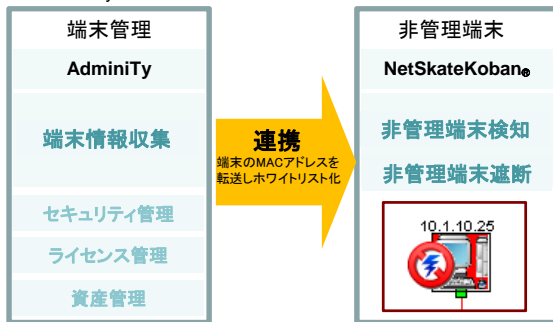 端末管理
AdminiTy
端末情報収集
セキュリティ管理
ライセンス管理
資産管理
連携
端末のMACアドレスを
転送しホワイトリスト化
非管理端末
NetSkateKoban®
非管理端末検知
非管理端末遮断
10.1.10.25